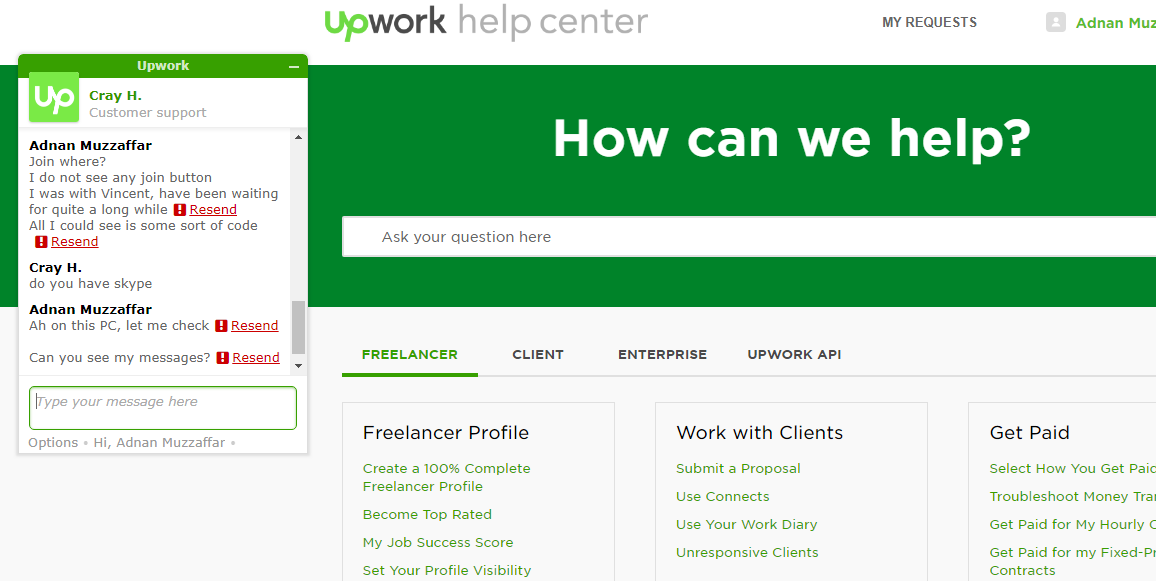 upwork help center
MY REQUESTS
Adnan Muz
Upwork
up
Cray H.
Customer support
Adnan Muzzaffar
Join where?
I do not see any join button
I was with Vincent, have been waiting
for quite a long while ! Resend
All I could see is some sort of code
! Resend
Cray H.
do you have skype
Adnan Muzzaffar
Ah on this PC, let me check ! Resend
Can you see my messages? ! Resend
Type your message here
Options • Hi, Adnan Muzzaffar •
How can we help?
Ask your question here
FREELANCER
CLIENT
ENTERPRISE
UPWORK API
Freelancer Profile
Create a 100% Complete
Freelancer Profile
Become Top Rated
My Job Success Score
Set Your Profile Visibility
Work with Clients
Submit a Proposal
Use Connects
Use Your Work Diary
Unresponsive Clients
Get Paid
Select How You Get Paid
Troubleshoot Money Tra
Get Paid for My Hourly C
Get Paid for my Fixed-Pr
Contracts